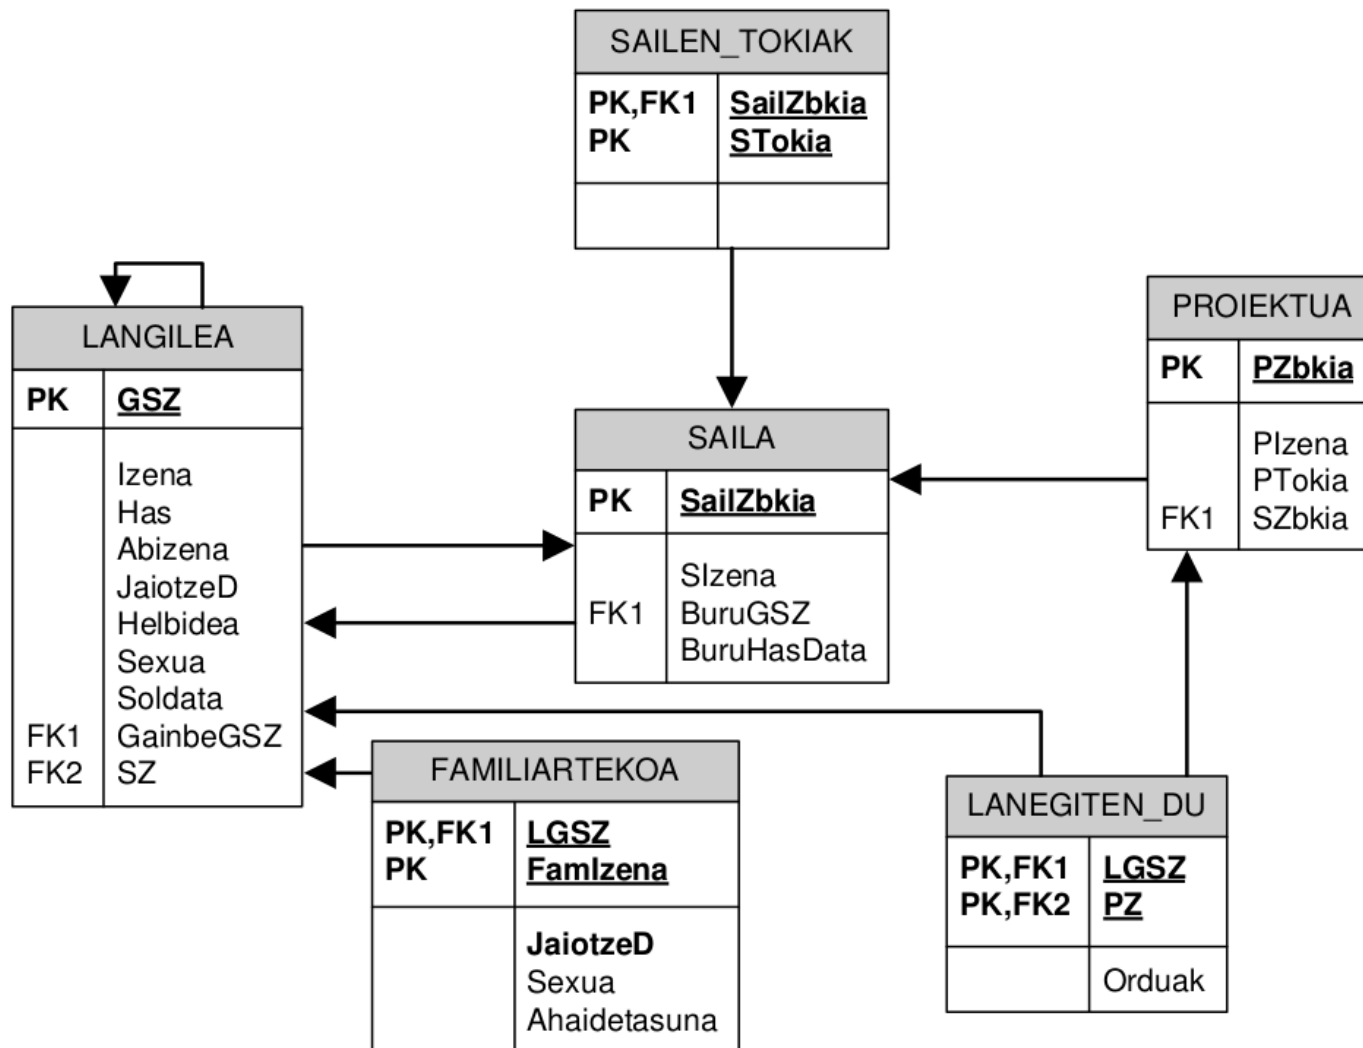 SAILEN_TOKIAK
PK,FK1 SailZbkia
PK STokia
LANGILEA
PK GSZ
Izena
Has
Abizena
JaiotzeD
Helbidea
Sexua
Soldata
FK1 GainbeGSZ
FK2 SZ
SAILA
PK SailZbkia
SIzena
FK1 BuruGSZ
BuruHasData
PROIEKTUA
PK PZbkia
PIzena
PTokia
FK1 SZbkia
FAMILIARTEKOA
PK,FK1 LGSZ
PK FamIzena
JaiotzeD
Sexua
Ahaidetasuna
LANEGITEN_DU
PK,FK1 LGSZ
PK,FK2 PZ
Orduak